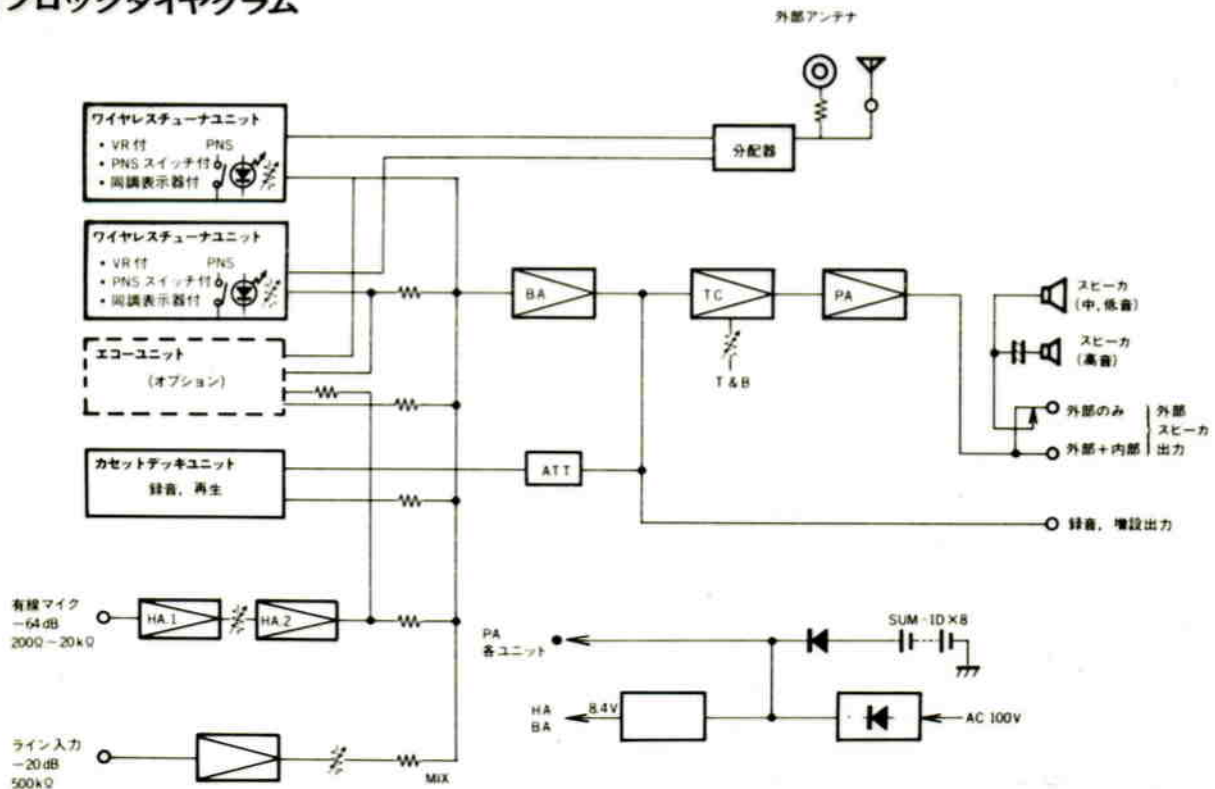 ブロックダイヤグラム
外部アンテナ
ワイヤレスチューナユニット
• VR付 PNS
• PNSスイッチ付
• 同調表示器付
分配器
ワイヤレスチューナユニット
• VR付 PNS
• PNSスイッチ付
• 同調表示器付
BA
TC
PA
T & B
スピーカ
(中,低音)
スピーカ
(高音)
外部のみ
外部+内部
外部
スピーカ
出力
エコーユニット
(オプション)
カセットデッキユニット
録音,再生
ATT
録音,増設出力
有線マイク
−64dB
200Ω−20kΩ
HA.1
HA.2
PA
各ユニット
SUM-1D×8
HA
BA
8.4V
AC 100V
ライン入力
−20dB
500kΩ
MIX